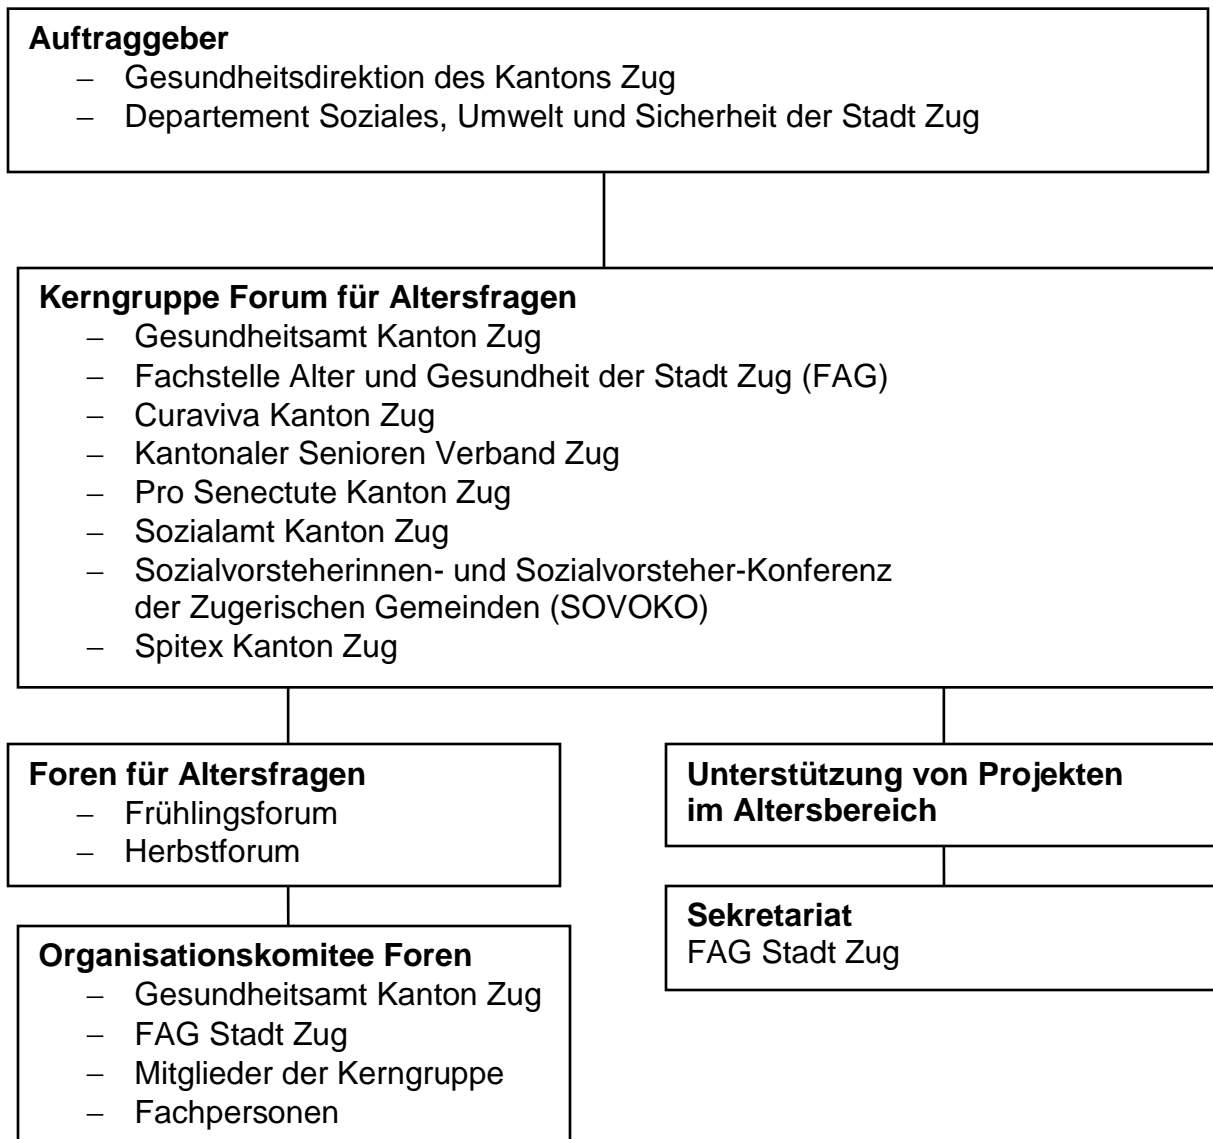 Auftraggeber
– Gesundheitsdirektion des Kantons Zug
– Departement Soziales, Umwelt und Sicherheit der Stadt Zug
Kerngruppe Forum für Altersfragen
– Gesundheitsamt Kanton Zug
– Fachstelle Alter und Gesundheit der Stadt Zug (FAG)
– Curaviva Kanton Zug
– Kantonaler Senioren Verband Zug
– Pro Senectute Kanton Zug
– Sozialamt Kanton Zug
– Sozialvorsteherinnen- und Sozialvorsteher-Konferenz
der Zugerischen Gemeinden (SOVOKO)
– Spitex Kanton Zug
Foren für Altersfragen
– Frühlingsforum
– Herbstforum
Organisationskomitee Foren
– Gesundheitsamt Kanton Zug
– FAG Stadt Zug
– Mitglieder der Kerngruppe
– Fachpersonen
Unterstützung von Projekten
im Altersbereich
Sekretariat
FAG Stadt Zug